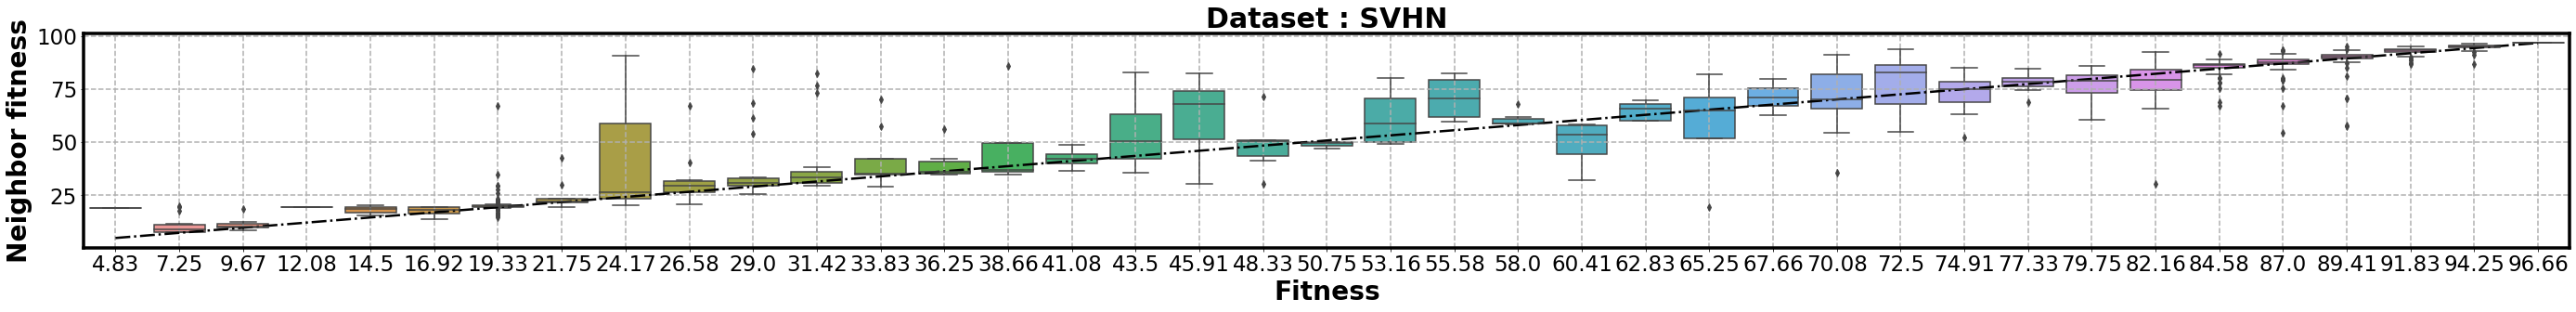 Dataset : SVHN
Neighbor fitness
100
75
50
25
4.83 7.25 9.67 12.08 14.5 16.92 19.33 21.75 24.17 26.58 29.0 31.42 33.83 36.25 38.66 41.08 43.5 45.91 48.33 50.75 53.16 55.58 58.0 60.41 62.83 65.25 67.66 70.08 72.5 74.91 77.33 79.75 82.16 84.58 87.0 89.41 91.83 94.25 96.66
Fitness